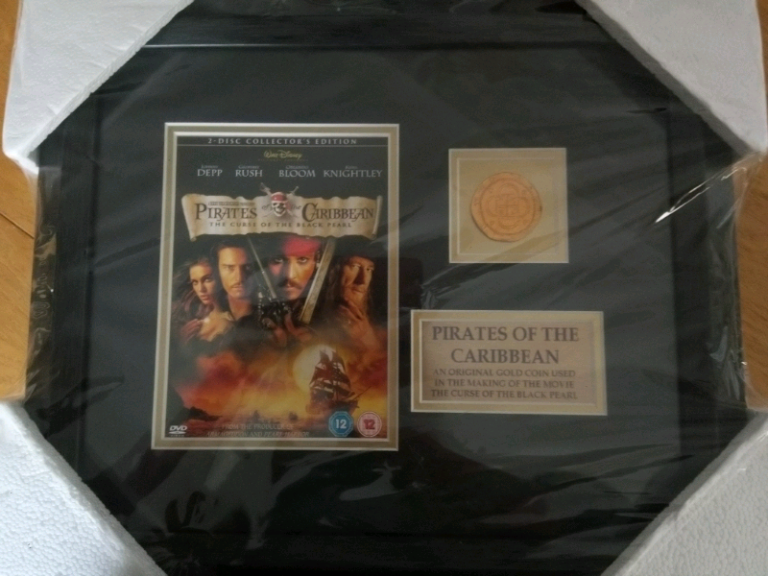 2-DISC COLLECTOR'S EDITION
WALT DISNEY
DEPP RUSH BLOOM KNIGHTLEY
PIRATES CARIBBEAN
THE CURSE OF THE BLACK PEARL
12 12
DVD
PIRATES OF THE
CARIBBEAN
AN ORIGINAL GOLD COIN USED
IN THE MAKING OF THE MOVIE
THE CURSE OF THE BLACK PEARL